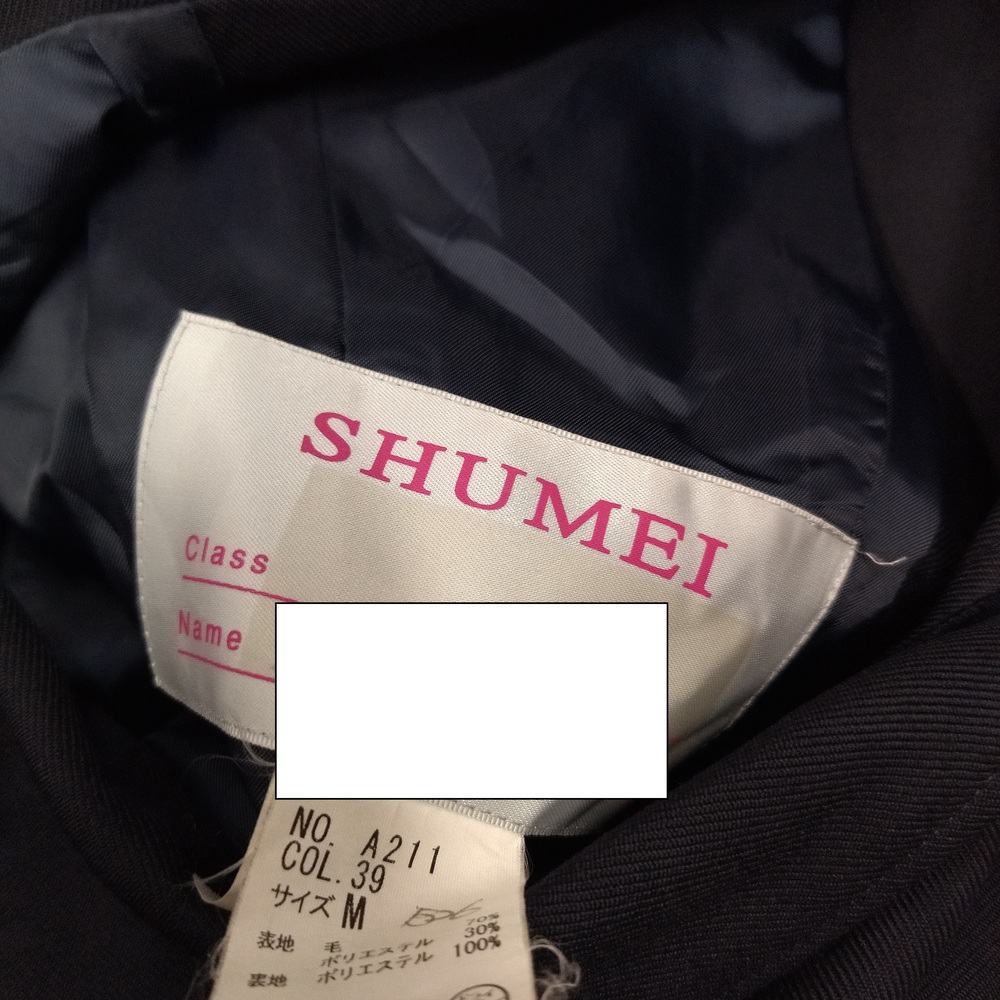 SHUMEI
Class
Name
NO. A211
COL. 39
サイズ M
表地 毛 70%
ポリエステル 30%
裏地 ポリエステル 100%